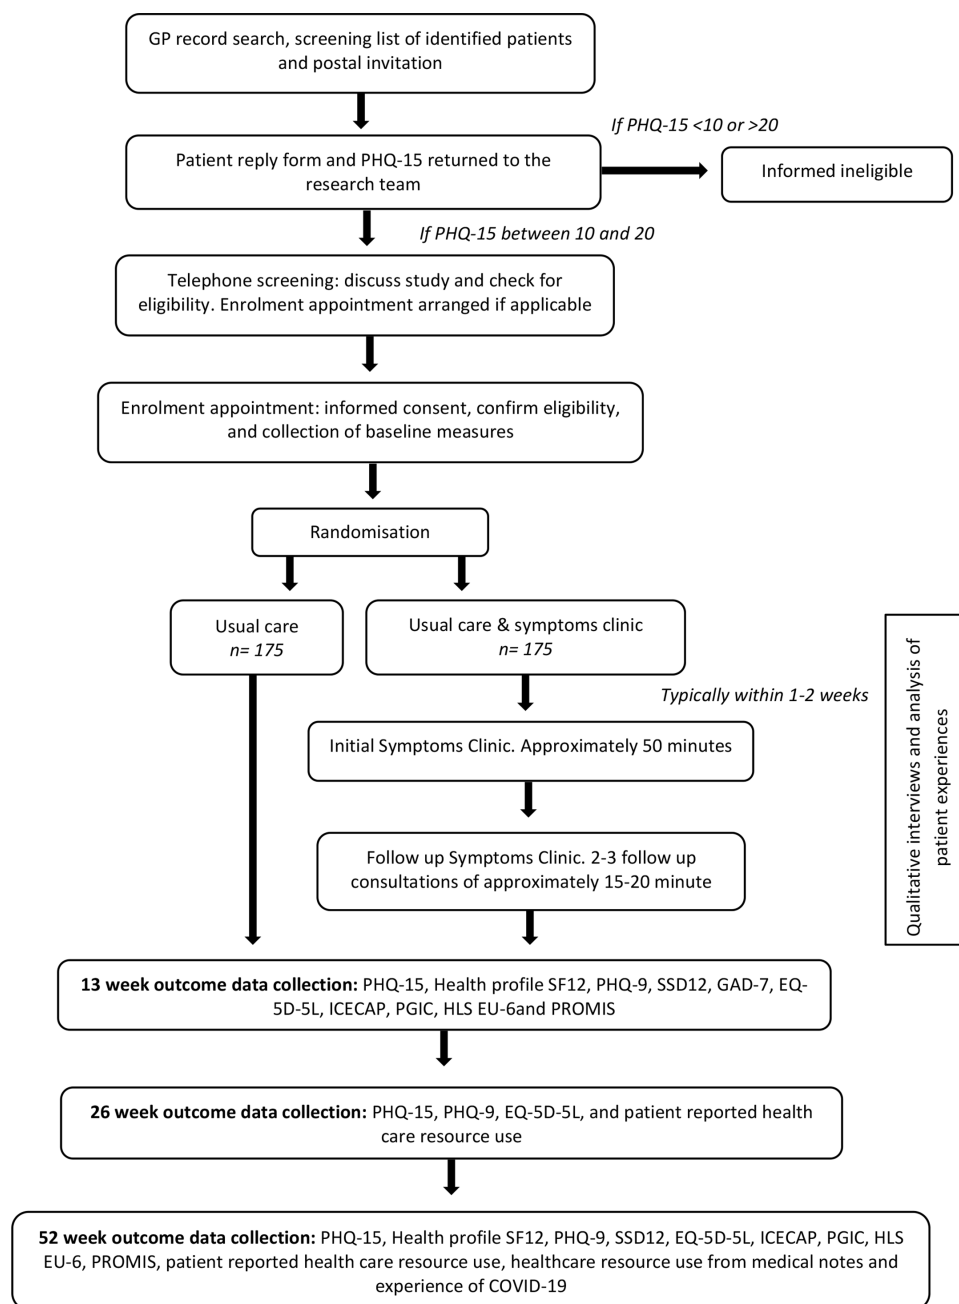 GP record search, screening list of identified patients
and postal invitation
If PHQ-15 <10 or >20
Patient reply form and PHQ-15 returned to the
research team
Informed ineligible
If PHQ-15 between 10 and 20
Telephone screening: discuss study and check for
eligibility. Enrolment appointment arranged if applicable
Enrolment appointment: informed consent, confirm eligibility,
and collection of baseline measures
Randomisation
Usual care
n= 175
Usual care & symptoms clinic
n= 175
Typically within 1-2 weeks
Initial Symptoms Clinic. Approximately 50 minutes
Follow up Symptoms Clinic. 2-3 follow up
consultations of approximately 15-20 minute
Qualitative interviews and analysis of
patient experiences
13 week outcome data collection: PHQ-15, Health profile SF12, PHQ-9, SSD12, GAD-7, EQ-
5D-5L, ICECAP, PGIC, HLS EU-6and PROMIS
26 week outcome data collection: PHQ-15, PHQ-9, EQ-5D-5L, and patient reported health
care resource use
52 week outcome data collection: PHQ-15, Health profile SF12, PHQ-9, SSD12, EQ-5D-5L, ICECAP, PGIC, HLS
EU-6, PROMIS, patient reported health care resource use, healthcare resource use from medical notes and
experience of COVID-19